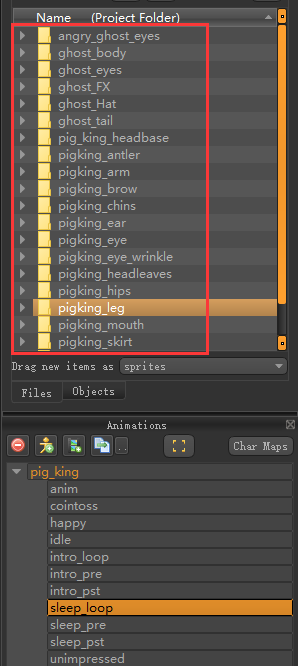 Name (Project Folder)
angry_ghost_eyes
ghost_body
ghost_eyes
ghost_FX
ghost_Hat
ghost_tail
pig_king_headbase
pigking_antler
pigking_arm
pigking_brow
pigking_chins
pigking_ear
pigking_eye
pigking_eye_wrinkle
pigking_headleaves
pigking_hips
pigking_leg
pigking_mouth
pigking_skirt
Drag new items as sprites
Files Objects
Animations
.. Char Maps
pig_king
anim
cointoss
happy
idle
intro_loop
intro_pre
intro_pst
sleep_loop
sleep_pre
sleep_pst
unimpressed